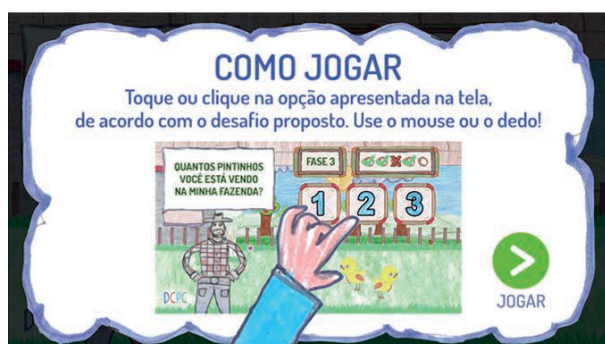 COMO JOGAR
Toque ou clique na opção apresentada na tela,
de acordo com o desafio proposto. Use o mouse ou o dedo!
QUANTOS PINTINHOS
VOCÊ ESTÁ VENDO
NA MINHA FAZENDA?
FASE 3
1 2 3
DCPC
JOGAR